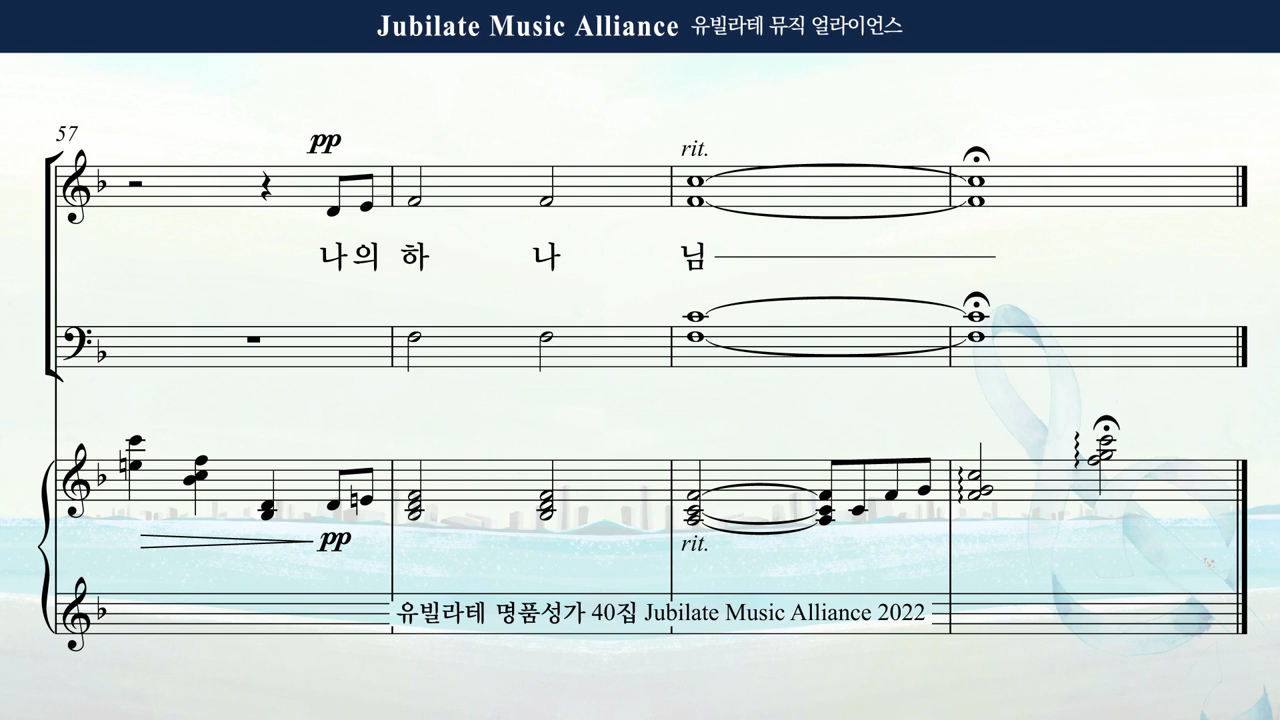 Jubilate Music Alliance 유빌라테 뮤직 얼라이언스
57
pp
rit.
나의 하 나 님
pp
rit.
유빌라테 명품성가 40집 Jubilate Music Alliance 2022